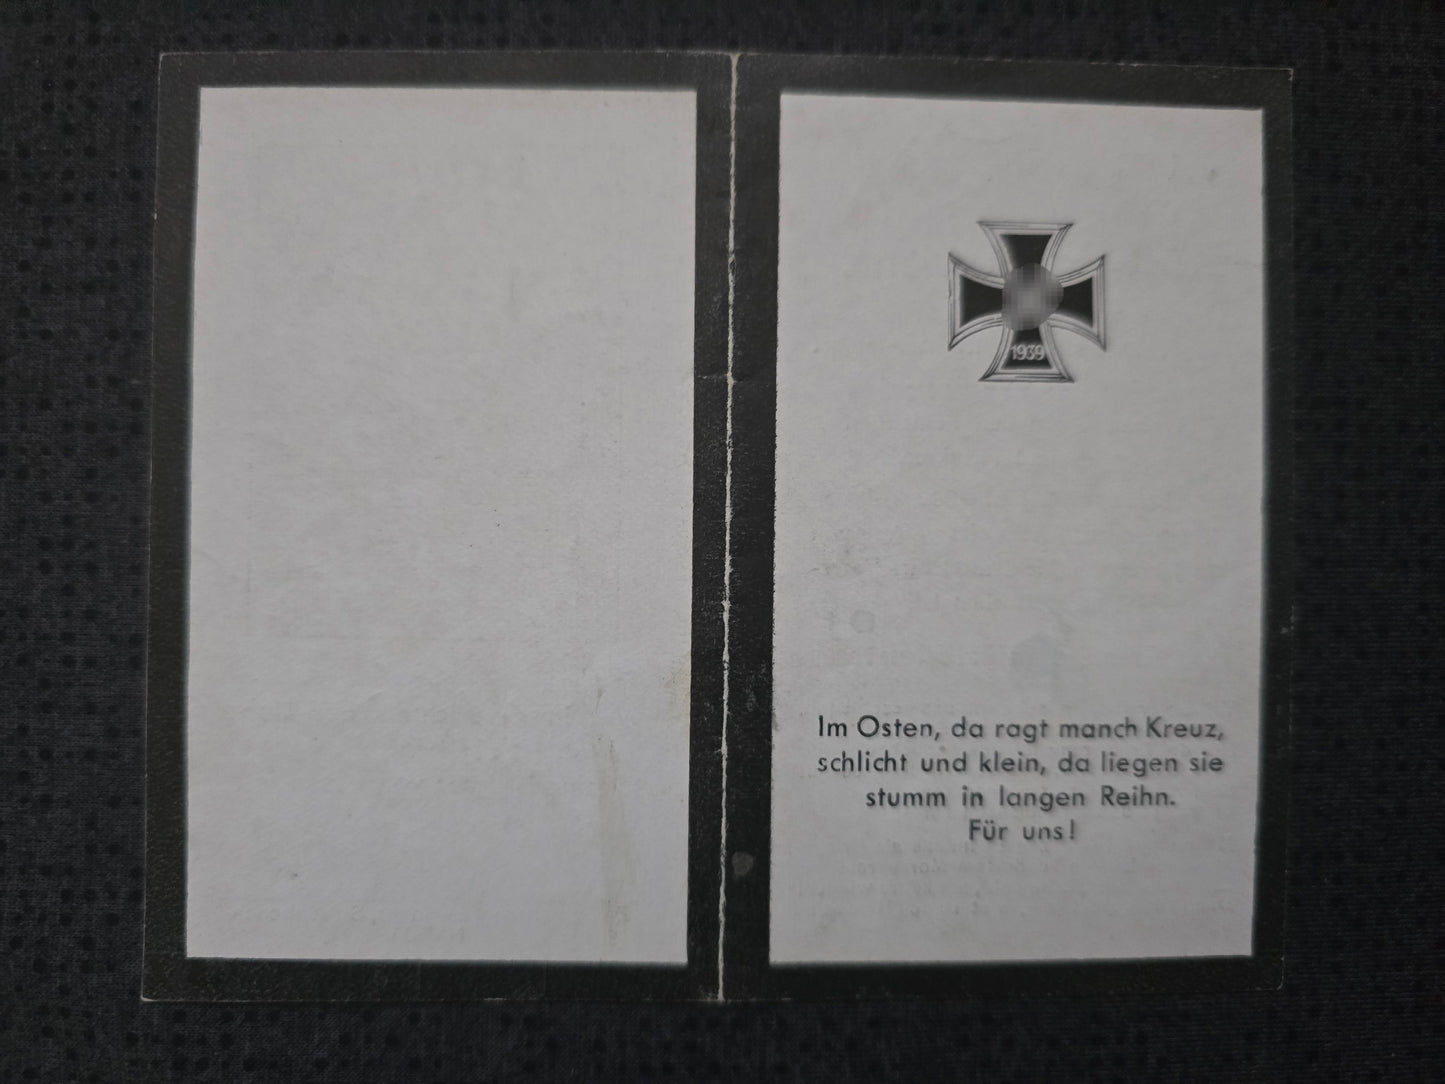 1939
Im Osten, da ragt manch Kreuz,
schlicht und klein, da liegen sie
stumm in langen Reihn.
Für uns!